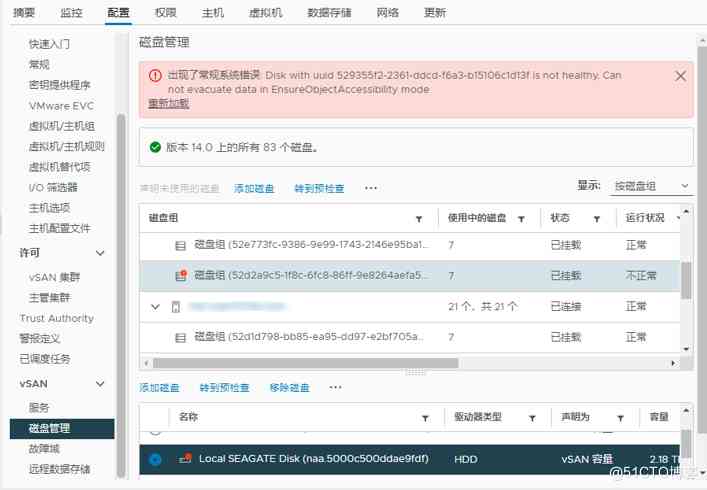 摘要 监控 配置 权限 主机 虚拟机 数据存储 网络 更新
快速入门
常规
密钥提供程序
VMware EVC
虚拟机/主机组
虚拟机/主机规则
虚拟机替代项
I/O 筛选器
主机选项
主机配置文件
许可
vSAN 集群
主管集群
Trust Authority
警报定义
已调度任务
vSAN
服务
磁盘管理
故障域
远程数据存储
磁盘管理
出现了常规系统错误: Disk with uuid 529355f2-2361-ddcd-f6a3-b15106c1d13f is not healthy. Can
not evacuate data in EnsureObjectAccessibility mode
重新加载
版本 14.0 上的所有 83 个磁盘。
声明未使用的磁盘 添加磁盘 转到预检查 ...
显示: 按磁盘组
磁盘组 使用中的磁盘 状态 运行状况
磁盘组 (52e773fc-9386-9e99-1743-2146e95ba1... 7 已挂载 正常
磁盘组 (52d2a9c5-1f8c-6fc8-86ff-9e8264aefa5... 7 已挂载 不正常
21 个，共 21 个 已连接 正常
磁盘组 (52d1d798-bb85-ea95-dd97-e2bf705a... 7 已挂载 正常
添加磁盘 转到预检查 移除磁盘 ...
名称 驱动器类型 声明为 容量
Local SEAGATE Disk (naa.5000c500ddae9fdf) HDD vSAN 容量 2.18 T
@51CTO博客